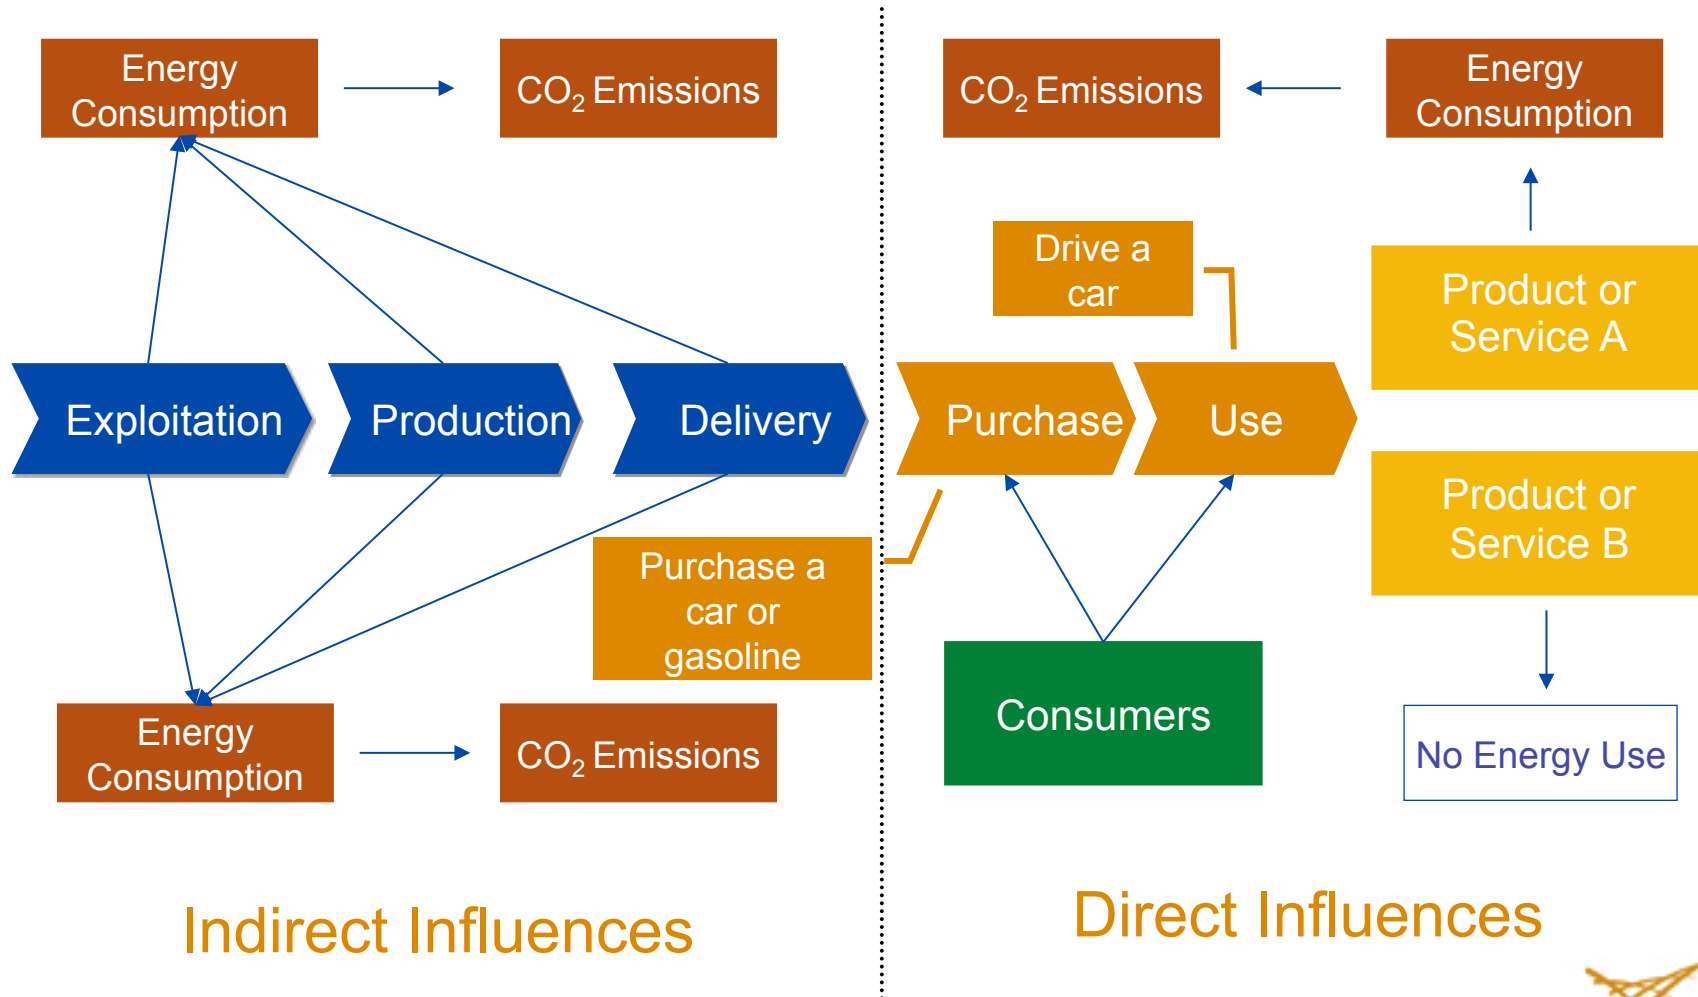 Energy
Consumption
CO₂ Emissions
CO₂ Emissions
Energy
Consumption
Drive a
car
Product or
Service A
Exploitation
Production
Delivery
Purchase
Use
Product or
Service B
Purchase a
car or
gasoline
Consumers
Energy
Consumption
CO₂ Emissions
No Energy Use
Indirect Influences
Direct Influences